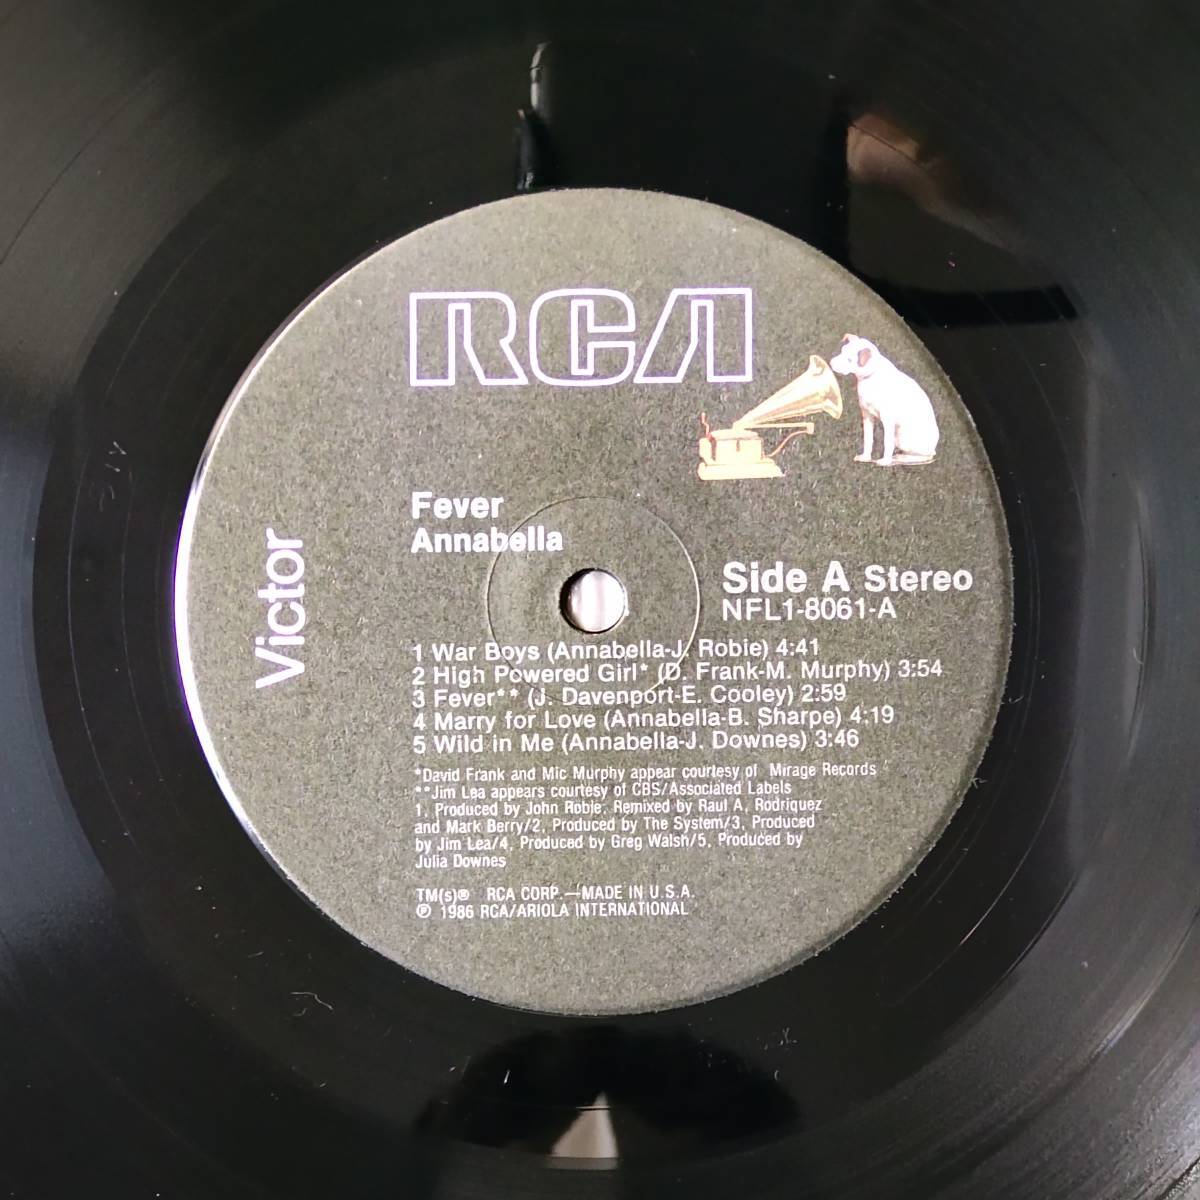 RCA
Victor
Fever
Annabella
Side A Stereo
NFL1-8061-A
1 War Boys (Annabella-J. Robie) 4:41
2 High Powered Girl* (D. Frank-M. Murphy) 3:54
3 Fever** (J. Davenport-E. Cooley) 2:59
4 Marry for Love (Annabella-B. Sharpe) 4:19
5 Wild in Me (Annabella-J. Downes) 3:46
*David Frank and Mic Murphy appear courtesy of Mirage Records
**Jim Lea appears courtesy of CBS/Associated Labels
1, Produced by John Robie, Remixed by Raul A, Rodriquez
and Mark Berry/2, Produced by The System/3, Produced
by Jim Lea/4, Produced by Greg Walsh/5, Produced by
Julia Downes
TM(s)® RCA CORP.—MADE IN U.S.A.
℗ 1986 RCA/ARIOLA INTERNATIONAL